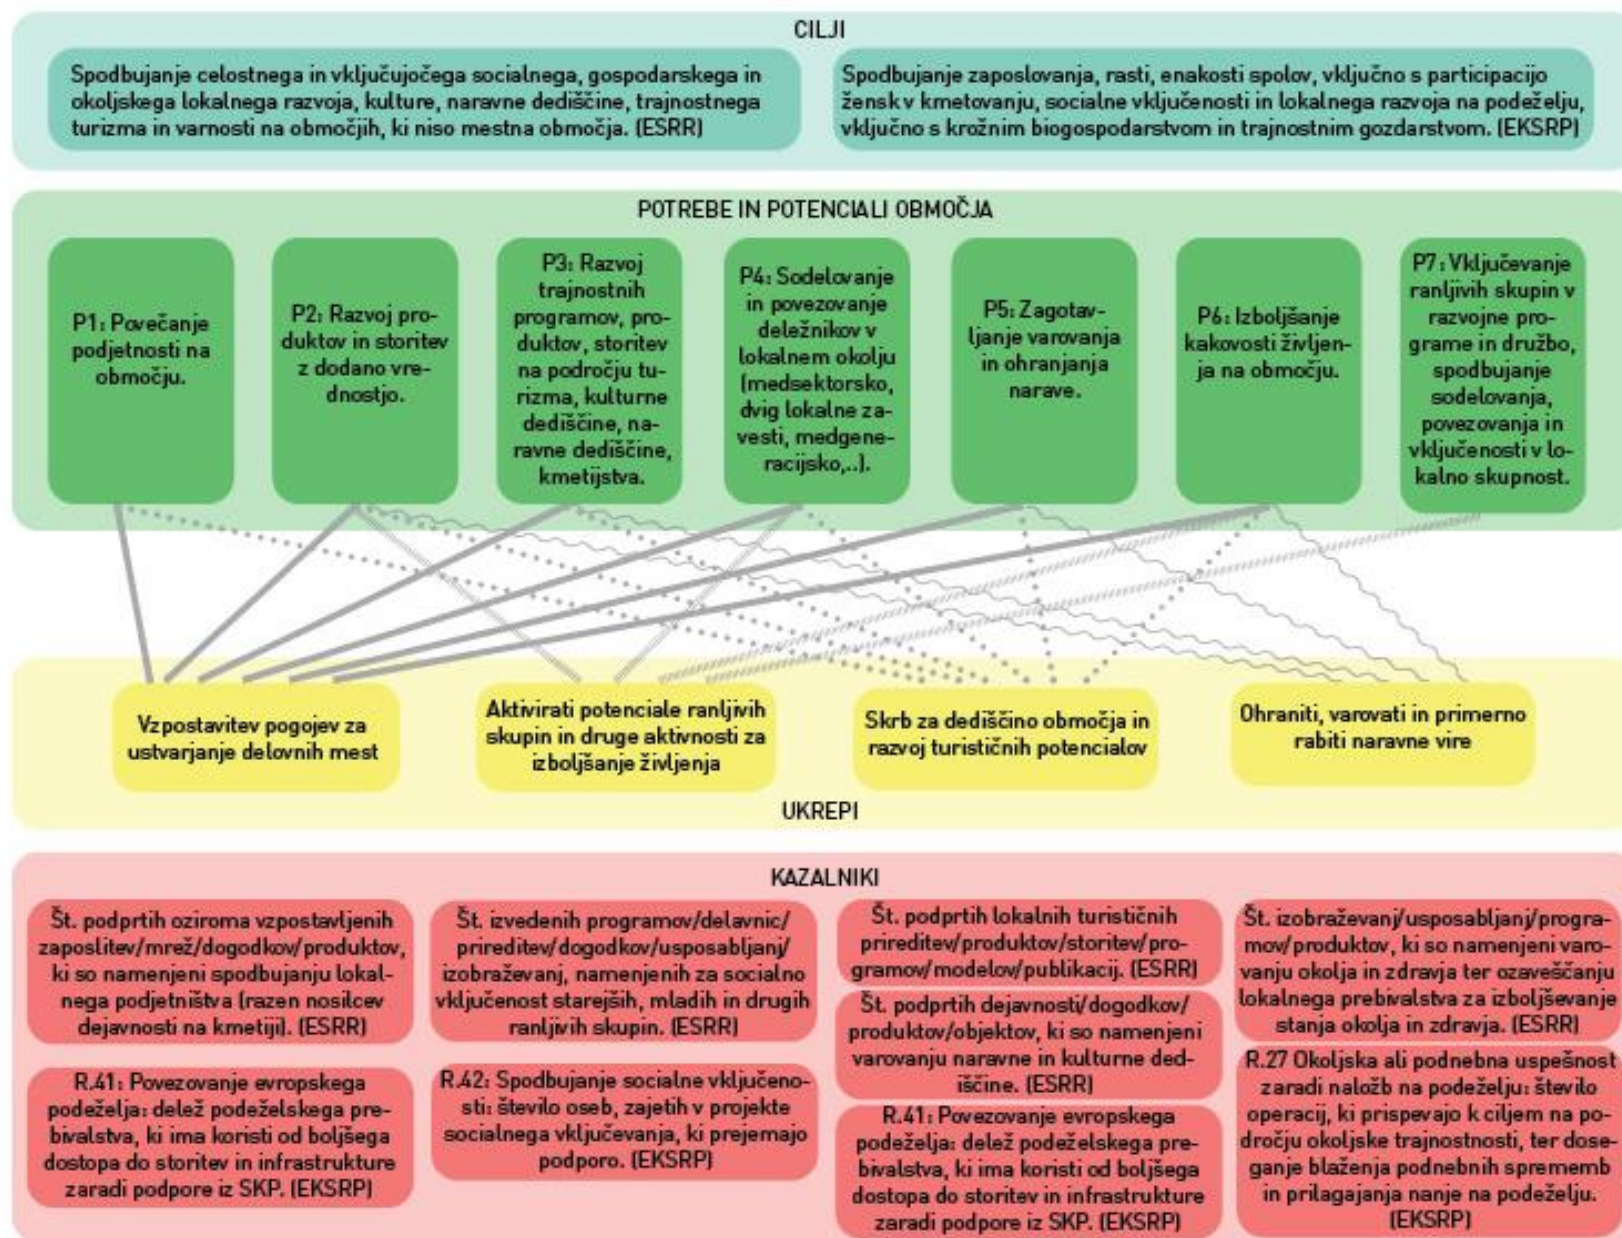 CILJI
Spodbujanje celostnega in vključujočega socialnega, gospodarskega in
okoljskega lokalnega razvoja, kulture, naravne dediščine, trajnostnega
turizma in varnosti na območjih, ki niso mestna območja. (ESRR)
Spodbujanje zaposlovanja, rasti, enakosti spolov, vključno s participacijo
žensk v kmetovanju, socialne vključenosti in lokalnega razvoja na podeželju,
vključno s krožnim biogospodarstvom in trajnostnim gozdarstvom. (EKSRP)
POTREBE IN POTENCIALI OBMOČJA
P1: Povečanje
podjetnosti na
območju.
P2: Razvoj pro-
duktov in storitev
z dodano vre-
dnostjo.
P3: Razvoj
trajnostnih
programov, pro-
duktov, storitev
na področju tu-
rizma, kulturne
dediščine, na-
ravne dediščine,
kmetijstva.
P4: Sodelovanje
in povezovanje
deležnikov v
lokalnem okolju
(medsektorsko,
dvig lokalne za-
vesti, medgene-
racijsko,..).
P5: Zagotav-
ljanje varovanja
in ohranjanja
narave.
P6: Izboljšanje
kakovosti življen-
ja na območju.
P7: Vključevanje
ranljivih skupin v
razvojne pro-
grame in družbo,
spodbujanje
sodelovanja,
povezovanja in
vključenosti v lo-
kalno skupnost.
Vzpostavitev pogojev za
ustvarjanje delovnih mest
Aktivirati potenciale ranljivih
skupin in druge aktivnosti za
izboljšanje življenja
Skrb za dediščino območja in
razvoj turističnih potencialov
Ohraniti, varovati in primerno
rabiti naravne vire
UKREPI
KAZALNIKI
Št. podprtih oziroma vzpostavljenih
zaposlitev/mrež/dogodkov/produktov,
ki so namenjeni spodbujanju lokal-
nega podjetništva (razen nosilcev
dejavnosti na kmetiji). (ESRR)
R.41: Povezovanje evropskega
podeželja: delež podeželskega pre-
bivalstva, ki ima koristi od boljšega
dostopa do storitev in infrastrukture
zaradi podpore iz SKP. (EKSRP)
Št. izvedenih programov/delavnic/
prireditev/dogodkov/usposabljanj/
izobraževanj, namenjenih za socialno
vključenost starejših, mladih in drugih
ranljivih skupin. (ESRR)
R.42: Spodbujanje socialne vključeno-
sti: število oseb, zajetih v projekte
socialnega vključevanja, ki prejemajo
podporo. (EKSRP)
Št. podprtih lokalnih turističnih
prireditev/produktov/storitev/pro-
gramov/modelov/publikacij. (ESRR)
Št. podprtih dejavnosti/dogodkov/
produktov/objektov, ki so namenjeni
varovanju naravne in kulturne ded-
iščine. (ESRR)
R.41: Povezovanje evropskega
podeželja: delež podeželskega pre-
bivalstva, ki ima koristi od boljšega
dostopa do storitev in infrastrukture
zaradi podpore iz SKP. (EKSRP)
Št. izobraževanj/usposabljanj/progra-
mov/produktov, ki so namenjeni varo-
vanju okolja in zdravja ter ozaveščanju
lokalnega prebivalstva za izboljševanje
stanja okolja in zdravja. (ESRR)
R.27 Okoljska ali podnebna uspešnost
zaradi naložb na podeželju: število
operacij, ki prispevajo k ciljem na po-
dročju okoljske trajnostnosti, ter dose-
ganje blaženja podnebnih sprememb
in prilagajanja nanje na podeželju.
(EKSRP)